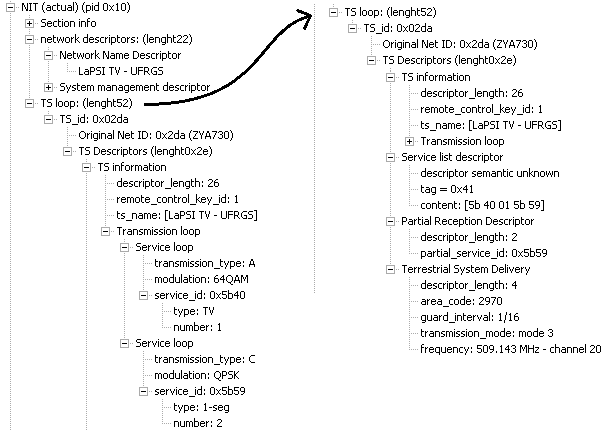 NIT (actual) (pid 0x10)
Section info
network descriptors: (lenght22)
Network Name Descriptor
LaPSI TV - UFRGS
System management descriptor
TS loop: (lenght52)
TS_id: 0x02da
Original Net ID: 0x2da (ZYA730)
TS Descriptors (lenght0x2e)
TS information
descriptor_length: 26
remote_control_key_id: 1
ts_name: [LaPSI TV - UFRGS]
Transmission loop
Service loop
transmission_type: A
modulation: 64QAM
service_id: 0x5b40
type: TV
number: 1
Service loop
transmission_type: C
modulation: QPSK
service_id: 0x5b59
type: 1-seg
number: 2
TS loop: (lenght52)
TS_id: 0x02da
Original Net ID: 0x2da (ZYA730)
TS Descriptors (lenght0x2e)
TS information
descriptor_length: 26
remote_control_key_id: 1
ts_name: [LaPSI TV - UFRGS]
Transmission loop
Service list descriptor
descriptor semantic unknown
tag = 0x41
content: [5b 40 01 5b 59]
Partial Reception Descriptor
descriptor_length: 2
partial_service_id: 0x5b59
Terrestrial System Delivery
descriptor_length: 4
area_code: 2970
guard_interval: 1/16
transmission_mode: mode 3
frequency: 509.143 MHz - channel 20